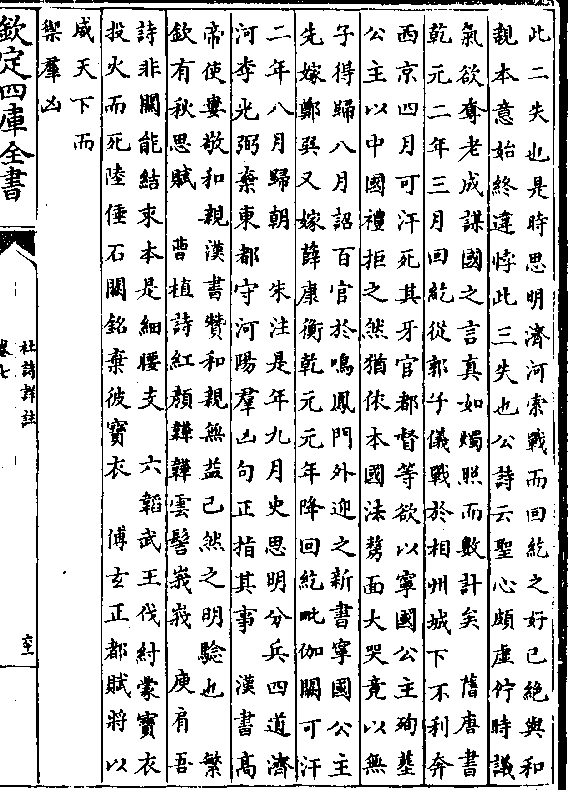 此二失也是時思明濟河索戰而回紇之好已絶與和
親本意始終違悖此三失也公詩云聖心頗虛佇時議
氣欲奪老成謀國之言真如燭照而數計矣　舊唐書
乾元二年三月回紇從郭子儀戰於相州城下不利奔
西京四月可汗死其牙官都督等欲以寧國公主殉塟
公主以中國禮拒之然猶依本國法剺面大哭竟以無
子得歸八月詔百官於鳴鳳門外迎之新書寧國公主
先嫁鄭巽又嫁薛康衡乾元元年降回紇毗伽闕可汗
二年八月歸朝　朱注是年九月史思明分兵四道濟
河李光弼棄東都守河陽羣凶句正指其事　漢書髙
帝使婁敬和親漢書贊和親無益已然之明騐也　繁
欽有秋思賦　曹植詩紅顔韡韡雲髻峩峩　庾肩吾
詩非關能結束本是細腰支　六韜武王伐紂蒙寳衣
投火而死陸倕石闕銘棄彼寳衣　傅玄正都賦將以
威天下而
禦羣凶
欽定四庫全書
杜詩詳註
卷七